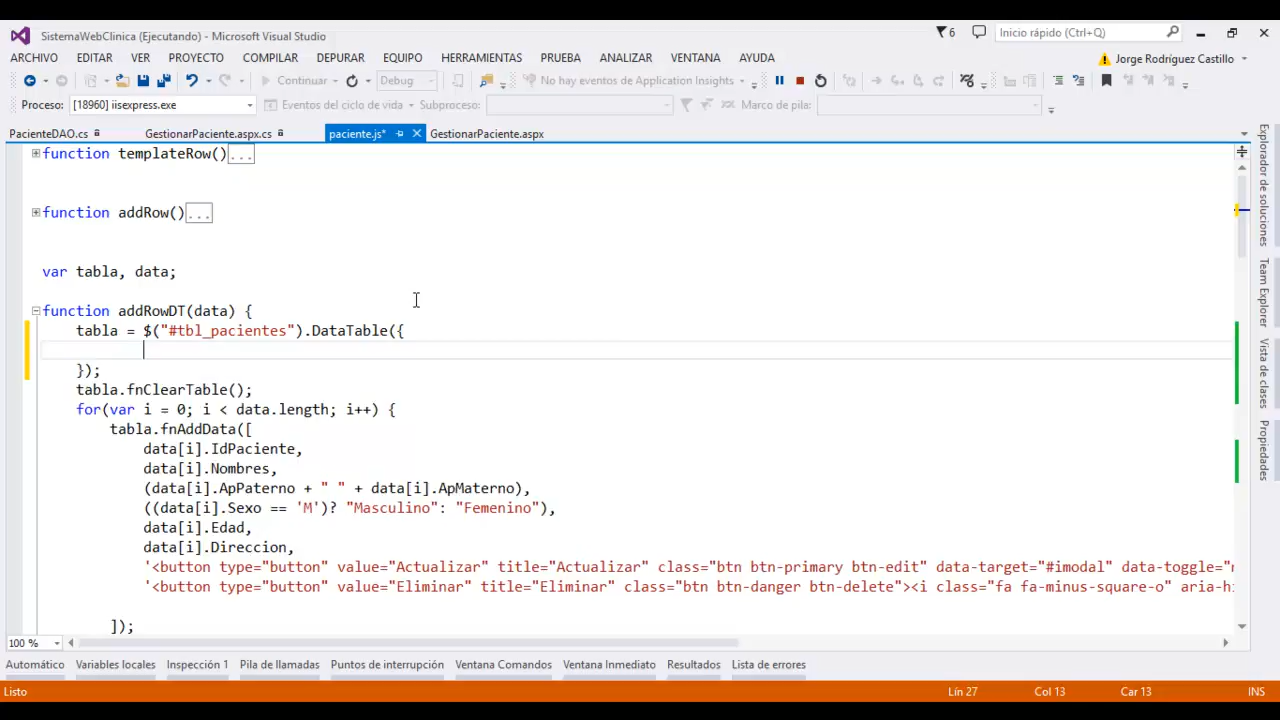 SistemaWebClinica (Ejecutando) - Microsoft Visual Studio
6
Inicio rápido (Ctrl+Q)
ARCHIVO EDITAR VER PROYECTO COMPILAR DEPURAR EQUIPO HERRAMIENTAS PRUEBA ANALIZAR VENTANA AYUDA
Jorge Rodríguez Castillo
Continuar Debug No hay eventos de Application Insights
Proceso: [18960] iisexpress.exe Eventos del ciclo de vida Subproceso: Marco de pila:
PacienteDAO.cs GestionarPaciente.aspx.cs paciente.js* GestionarPaciente.aspx
function templateRow()...
function addRow()...
var tabla, data;
function addRowDT(data) {
tabla = $("#tbl_pacientes").DataTable({
});
tabla.fnClearTable();
for(var i = 0; i < data.length; i++) {
tabla.fnAddData([
data[i].IdPaciente,
data[i].Nombres,
(data[i].ApPaterno + " " + data[i].ApMaterno),
((data[i].Sexo == 'M')? "Masculino": "Femenino"),
data[i].Edad,
data[i].Direccion,
'<button type="button" value="Actualizar" title="Actualizar" class="btn btn-primary btn-edit" data-target="#imodal" data-toggle="
'<button type="button" value="Eliminar" title="Eliminar" class="btn btn-danger btn-delete"><i class="fa fa-minus-square-o" aria-hi
]);
Explorador de soluciones
Team Explorer
Vista de clases
Propiedades
100 %
Automático Variables locales Inspección 1 Pila de llamadas Puntos de interrupción Ventana Comandos Ventana Inmediato Resultados Lista de errores
Listo Lín 27 Col 13 Car 13 INS